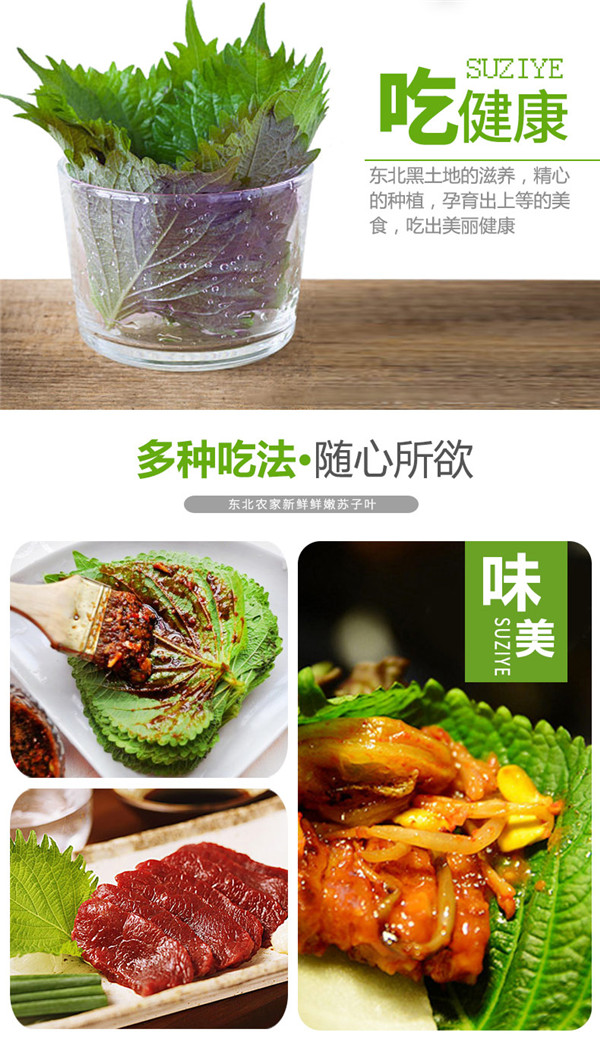 SUZIYE
吃健康
东北黑土地的滋养，精心
的种植，孕育出上等的美
食，吃出美丽健康
多种吃法·随心所欲
东北农家新鲜鲜嫩苏子叶
味美
SUZIYE